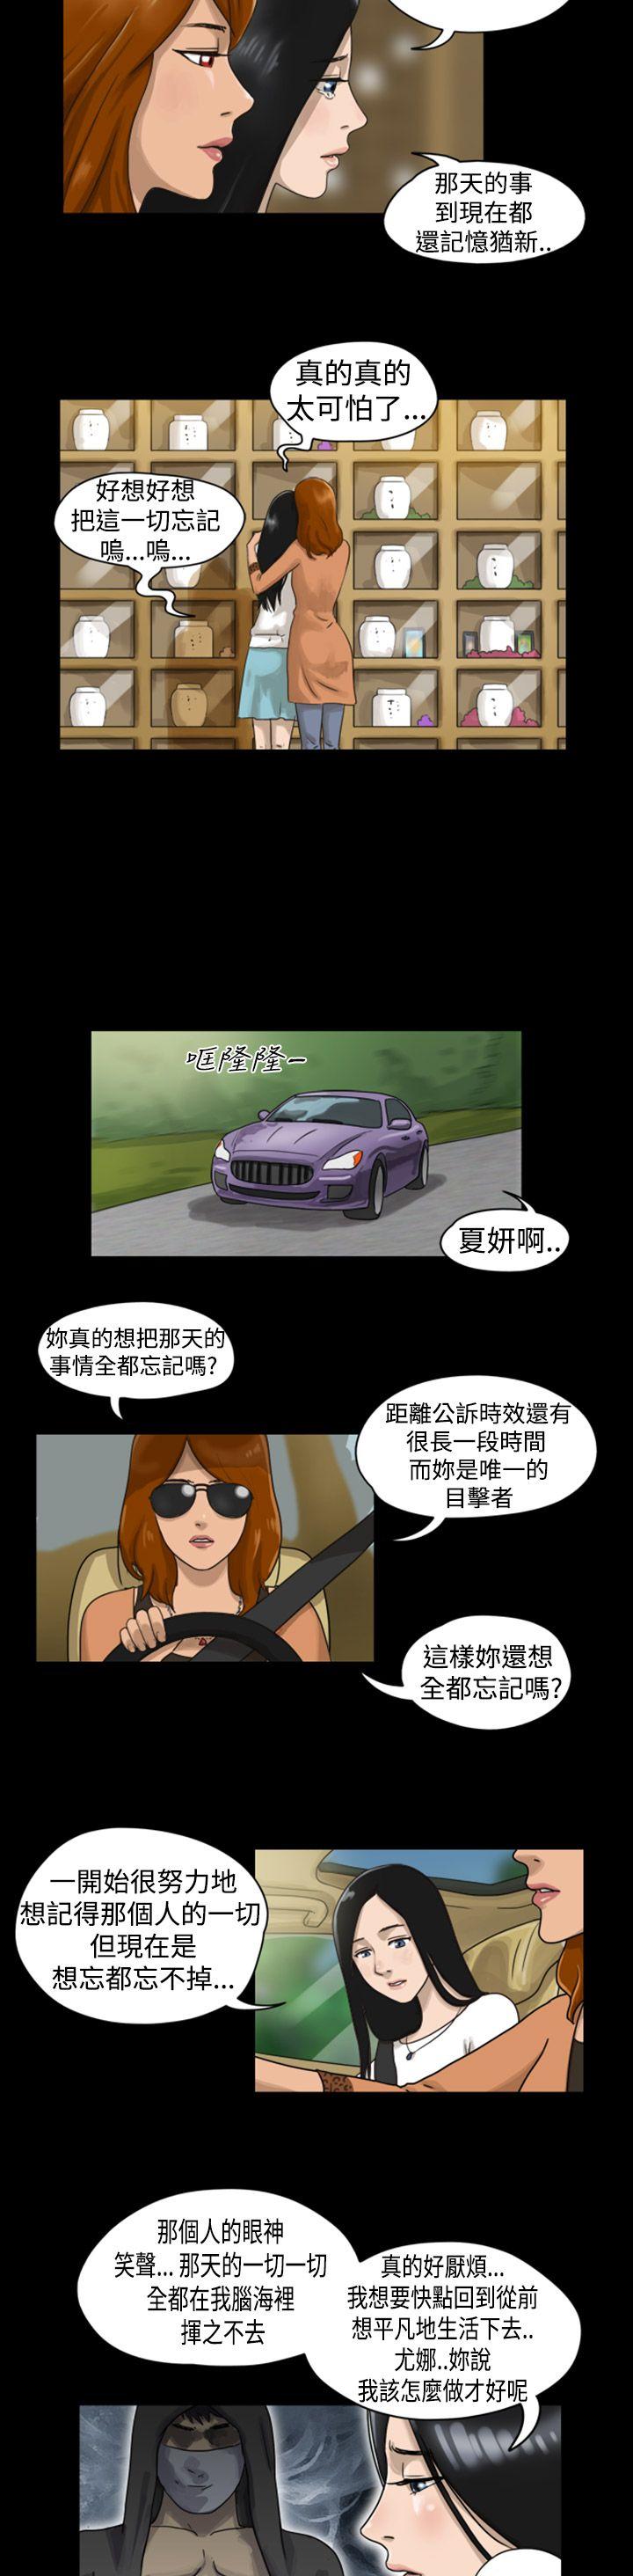 那天的事
到現在都
還記憶猶新..
真的真的
太可怕了...
好想好想
把這一切忘記
嗚...嗚...
哐隆隆–
夏妍啊..
妳真的想把那天的
事情全都忘記嗎?
距離公訴時效還有
很長一段時間
而妳是唯一的
目擊者
這樣妳還想
全都忘記嗎?
一開始很努力地
想記得那個人的一切
但現在是
想忘都忘不掉...
那個人的眼神
笑聲... 那天的一切一切
全都在我腦海裡
揮之不去
真的好厭煩...
我想要快點回到從前
想平凡地生活下去..
尤娜..妳說
我該怎麼做才好呢